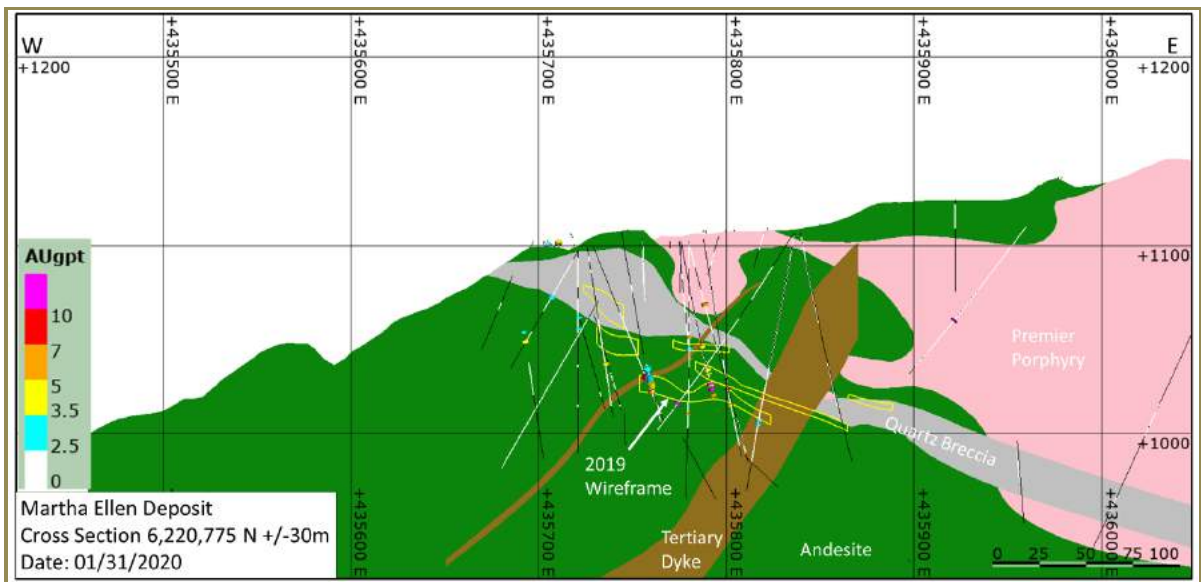 W
E
+1200
+1200
+435500 E
+435600 E
+435700 E
+435800 E
+435900 E
+436000 E
+1100
+1000
AUgpt
10
7
5
3.5
2.5
0
Premier
Porphyry
Quartz Breccia
2019
Wireframe
Tertiary
Dyke
Andesite
+435600 E
+435700 E
+435800 E
+435900 E
+436000 E
0 25 50 75 100
Martha Ellen Deposit
Cross Section 6,220,775 N +/-30m
Date: 01/31/2020